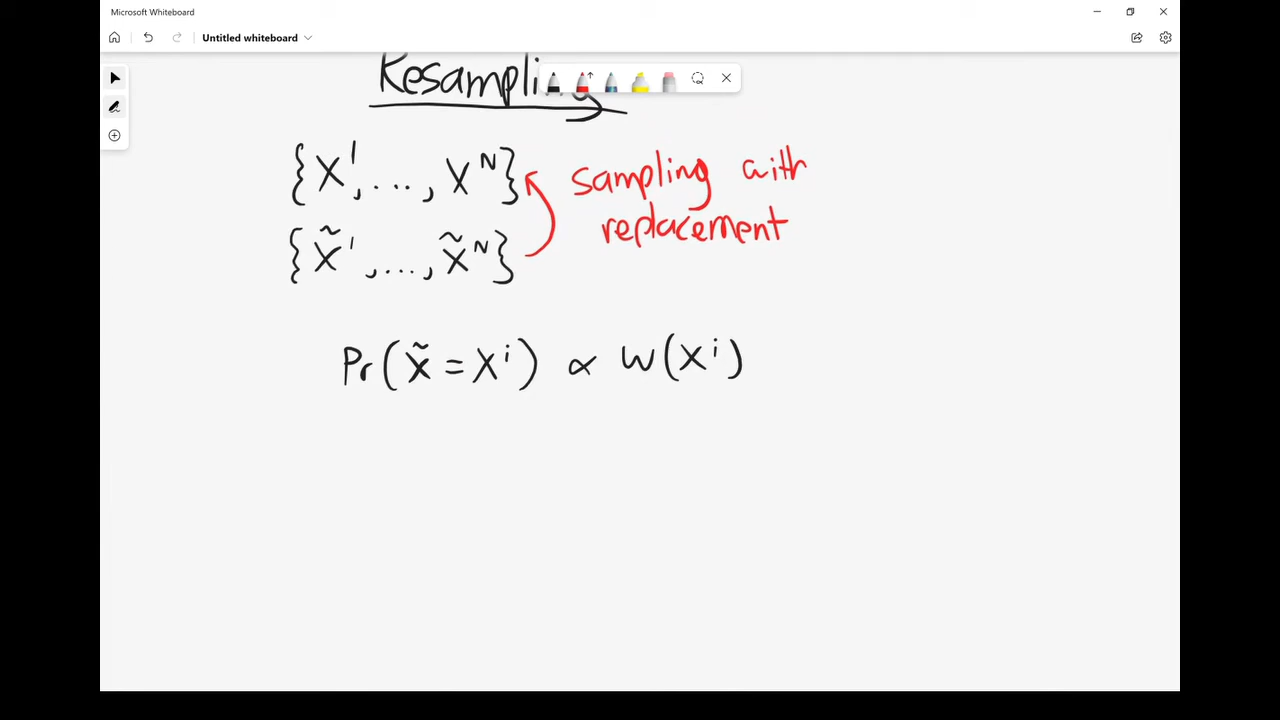 Microsoft Whiteboard
Untitled whiteboard
Resampling
{X¹, ..., Xᴺ} sampling with
replacement
{X̃¹, ..., X̃ᴺ}
Pr(X̃ = Xⁱ) ∝ W(Xⁱ)